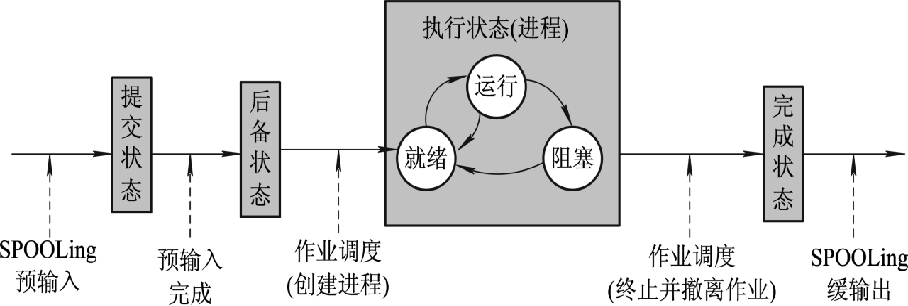 执行状态(进程)
运行
就绪
阻塞
提交状态
后备状态
完成状态
SPOOLing
预输入
预输入
完成
作业调度
(创建进程)
作业调度
(终止并撤离作业)
SPOOLing
缓输出